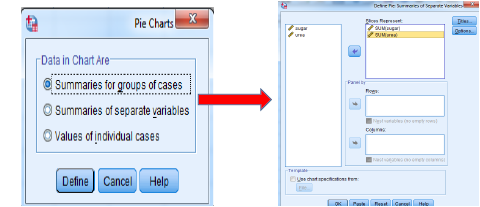 Pie Charts
Data in Chart Are
Summaries for groups of cases
Summaries of separate variables
Values of individual cases
Define Cancel Help
Define Pie: Summaries of Separate Variables
sugar
urea
Slices Represent:
SUM(sugar)
SUM(urea)
Titles...
Options...
Panel by
Rows:
Nest variables (no empty rows)
Columns:
Nest variables (no empty columns)
Template
Use chart specifications from:
OK Paste Reset Cancel Help